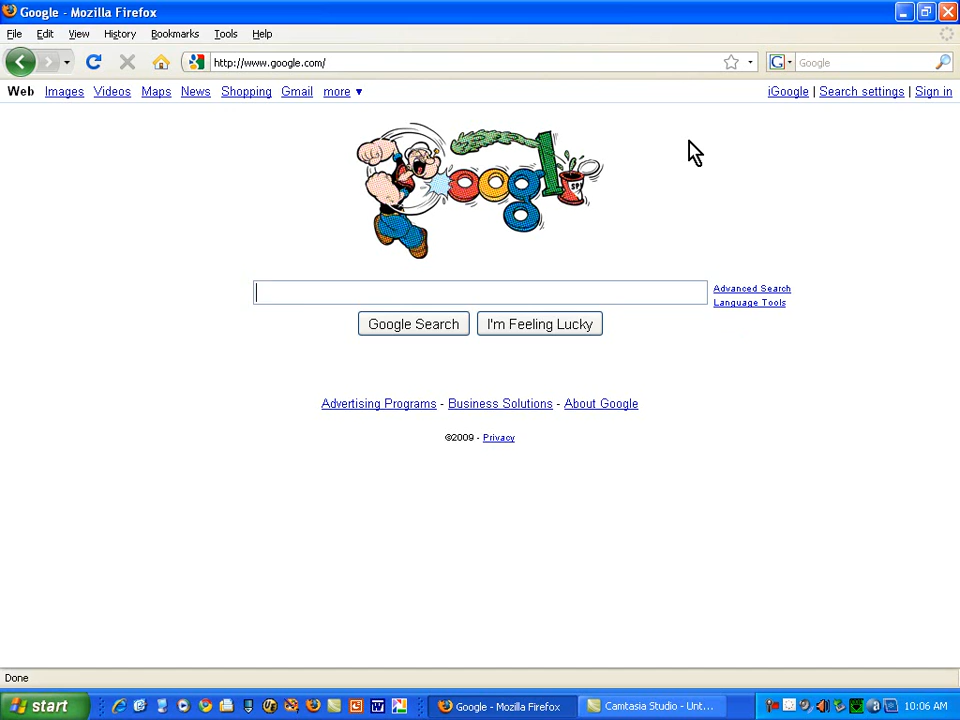 Google - Mozilla Firefox
File Edit View History Bookmarks Tools Help
http://www.google.com/ Google
Web Images Videos Maps News Shopping Gmail more ▼ iGoogle | Search settings | Sign in
oogl
SP
Advanced Search
Language Tools
Google Search I'm Feeling Lucky
Advertising Programs - Business Solutions - About Google
©2009 - Privacy
Done
start Google - Mozilla Firefox Camtasia Studio - Unt... 10:06 AM